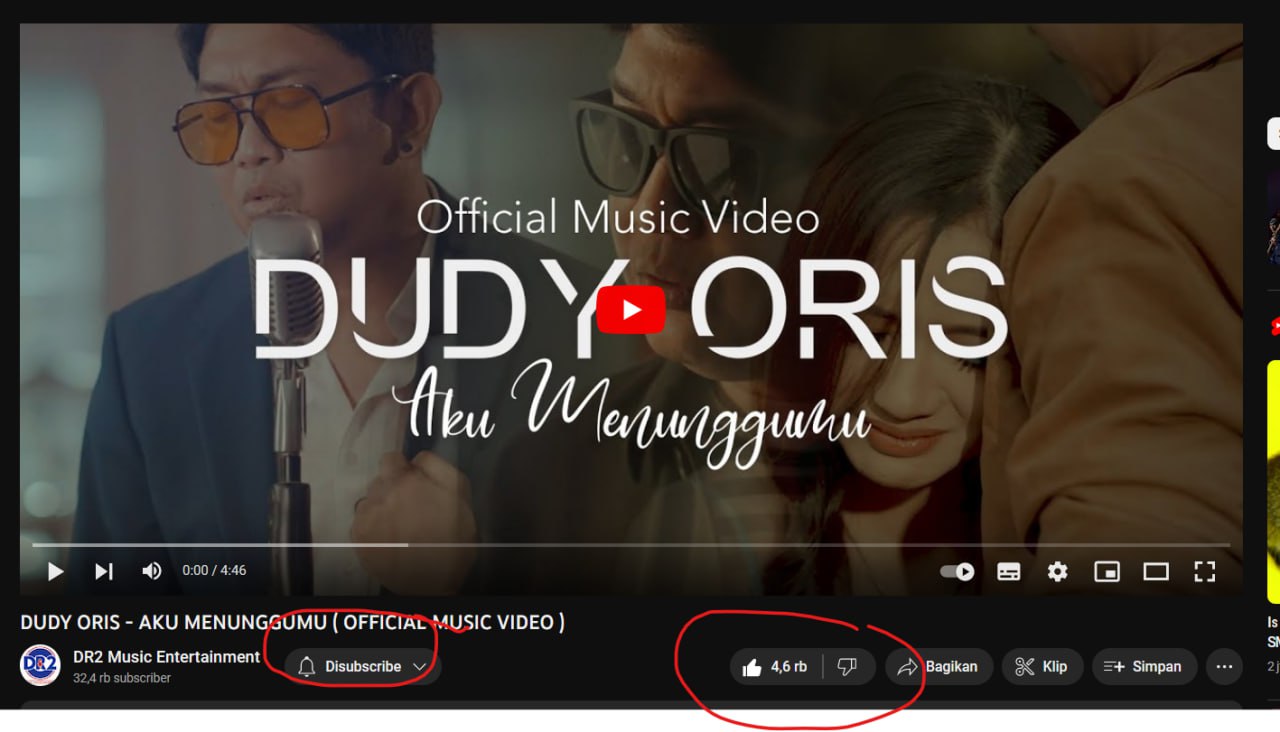 Official Music Video
DUDY ORIS
Aku Menunggumu
0:00 / 4:46
DUDY ORIS - AKU MENUNGGUMU ( OFFICIAL MUSIC VIDEO )
DR2
DR2 Music Entertainment
32,4 rb subscriber
Disubscribe
4,6 rb
Bagikan
Klip
Simpan
Is
2 j